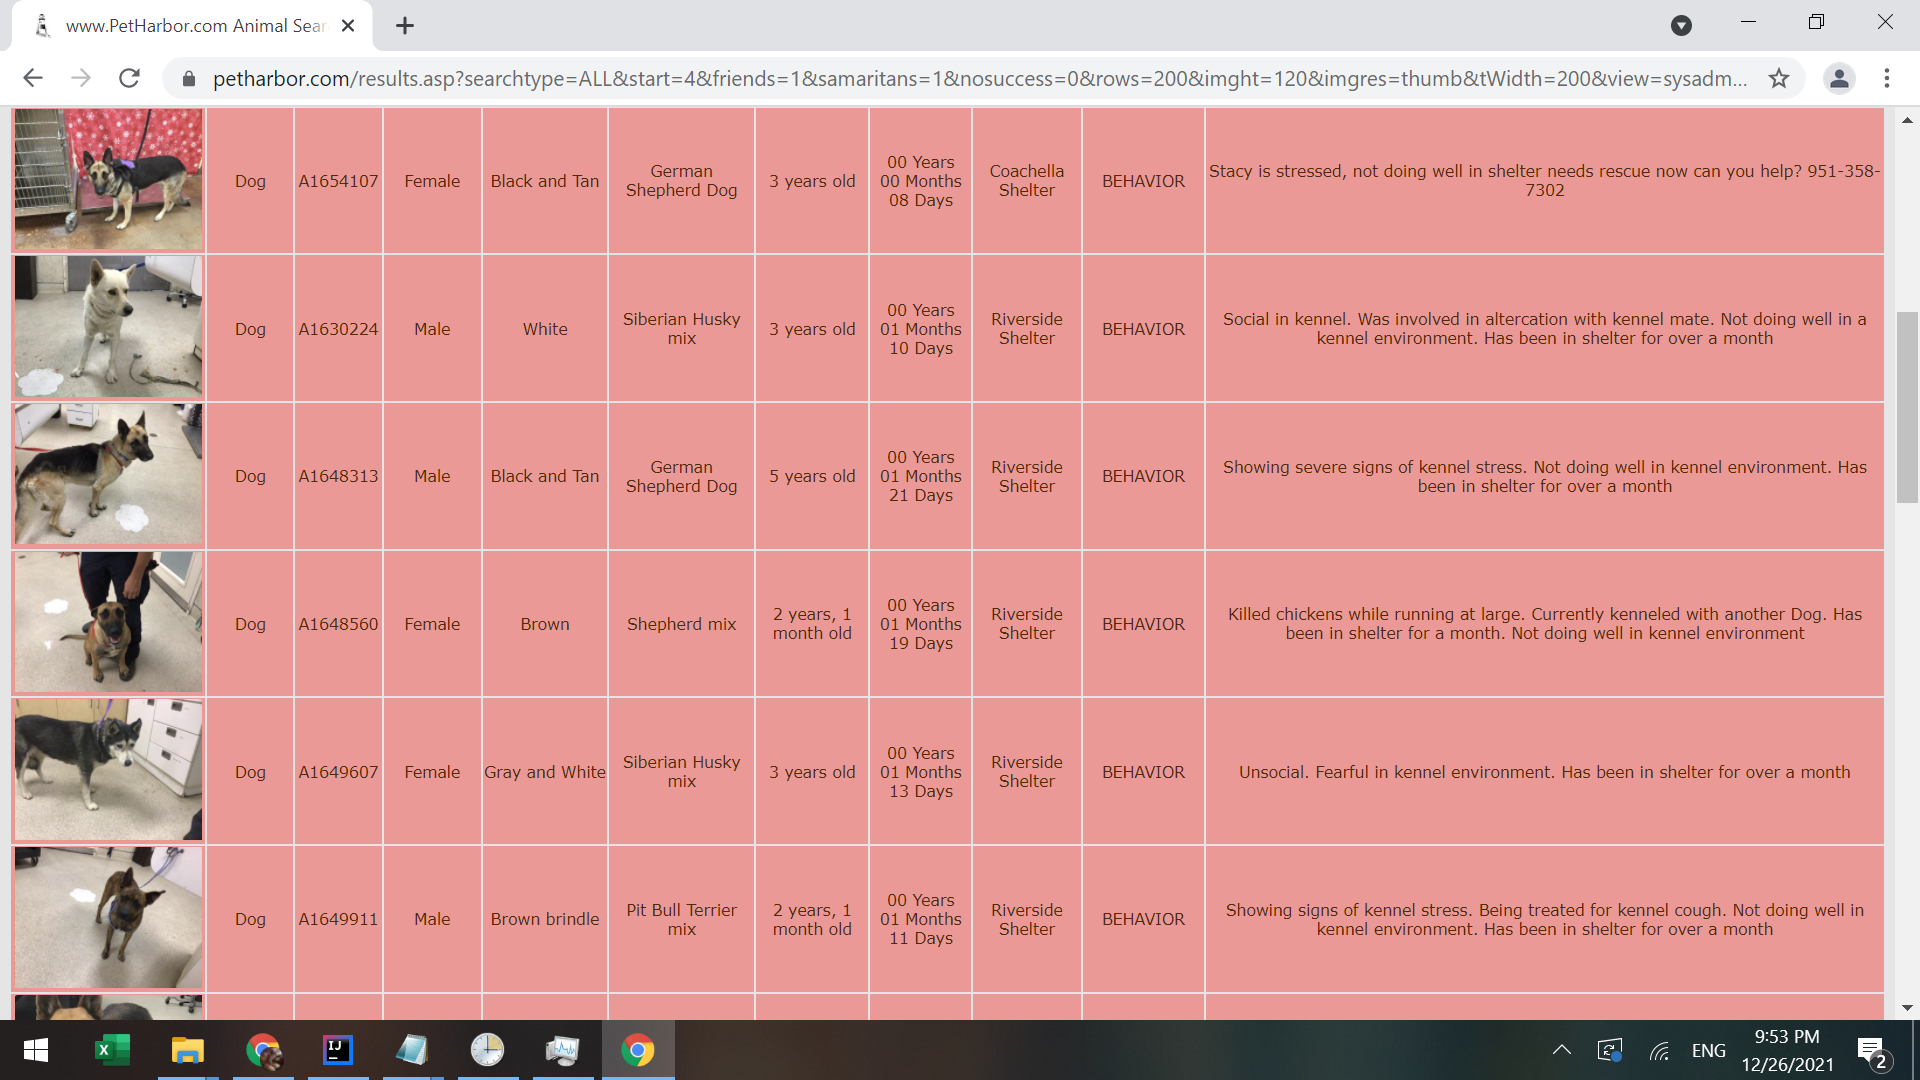 www.PetHarbor.com Animal Sear
petharbor.com/results.asp?searchtype=ALL&start=4&friends=1&samaritans=1&nosuccess=0&rows=200&imght=120&imgres=thumb&tWidth=200&view=sysadm...
Dog A1654107 Female Black and Tan German Shepherd Dog 3 years old 00 Years 00 Months 08 Days Coachella Shelter BEHAVIOR Stacy is stressed, not doing well in shelter needs rescue now can you help? 951-358-7302
Dog A1630224 Male White Siberian Husky mix 3 years old 00 Years 01 Months 10 Days Riverside Shelter BEHAVIOR Social in kennel. Was involved in altercation with kennel mate. Not doing well in a kennel environment. Has been in shelter for over a month
Dog A1648313 Male Black and Tan German Shepherd Dog 5 years old 00 Years 01 Months 21 Days Riverside Shelter BEHAVIOR Showing severe signs of kennel stress. Not doing well in kennel environment. Has been in shelter for over a month
Dog A1648560 Female Brown Shepherd mix 2 years, 1 month old 00 Years 01 Months 19 Days Riverside Shelter BEHAVIOR Killed chickens while running at large. Currently kenneled with another Dog. Has been in shelter for a month. Not doing well in kennel environment
Dog A1649607 Female Gray and White Siberian Husky mix 3 years old 00 Years 01 Months 13 Days Riverside Shelter BEHAVIOR Unsocial. Fearful in kennel environment. Has been in shelter for over a month
Dog A1649911 Male Brown brindle Pit Bull Terrier mix 2 years, 1 month old 00 Years 01 Months 11 Days Riverside Shelter BEHAVIOR Showing signs of kennel stress. Being treated for kennel cough. Not doing well in kennel environment. Has been in shelter for over a month
IJ
ENG
9:53 PM
12/26/2021
2